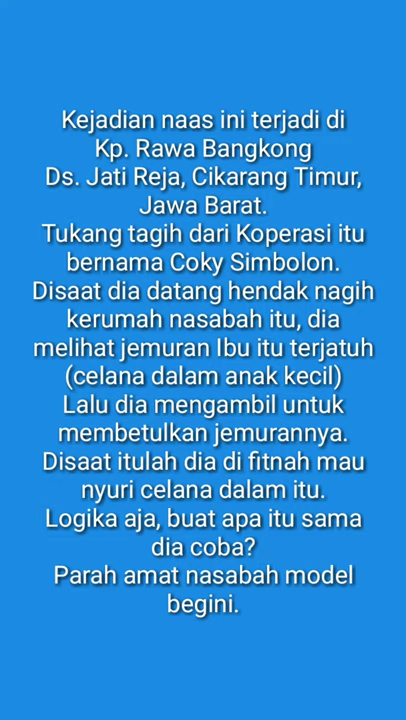 Kejadian naas ini terjadi di
Kp. Rawa Bangkong
Ds. Jati Reja, Cikarang Timur,
Jawa Barat.
Tukang tagih dari Koperasi itu
bernama Coky Simbolon.
Disaat dia datang hendak nagih
kerumah nasabah itu, dia
melihat jemuran Ibu itu terjatuh
(celana dalam anak kecil)
Lalu dia mengambil untuk
membetulkan jemurannya.
Disaat itulah dia di fitnah mau
nyuri celana dalam itu.
Logika aja, buat apa itu sama
dia coba?
Parah amat nasabah model
begini.